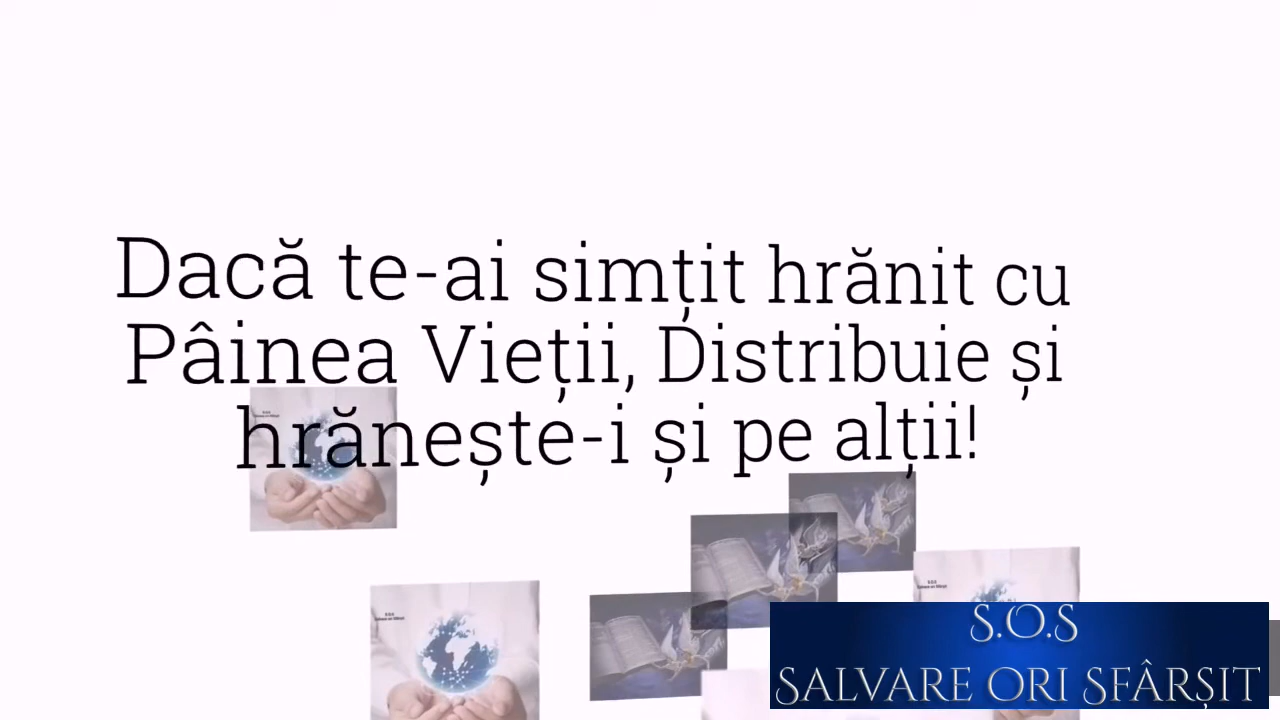 Dacă te-ai simțit hrănit cu
Pâinea Vieții, Distribuie și
hrănește-i și pe alții!
S.O.S
SALVARE ORI SFÂRȘIT